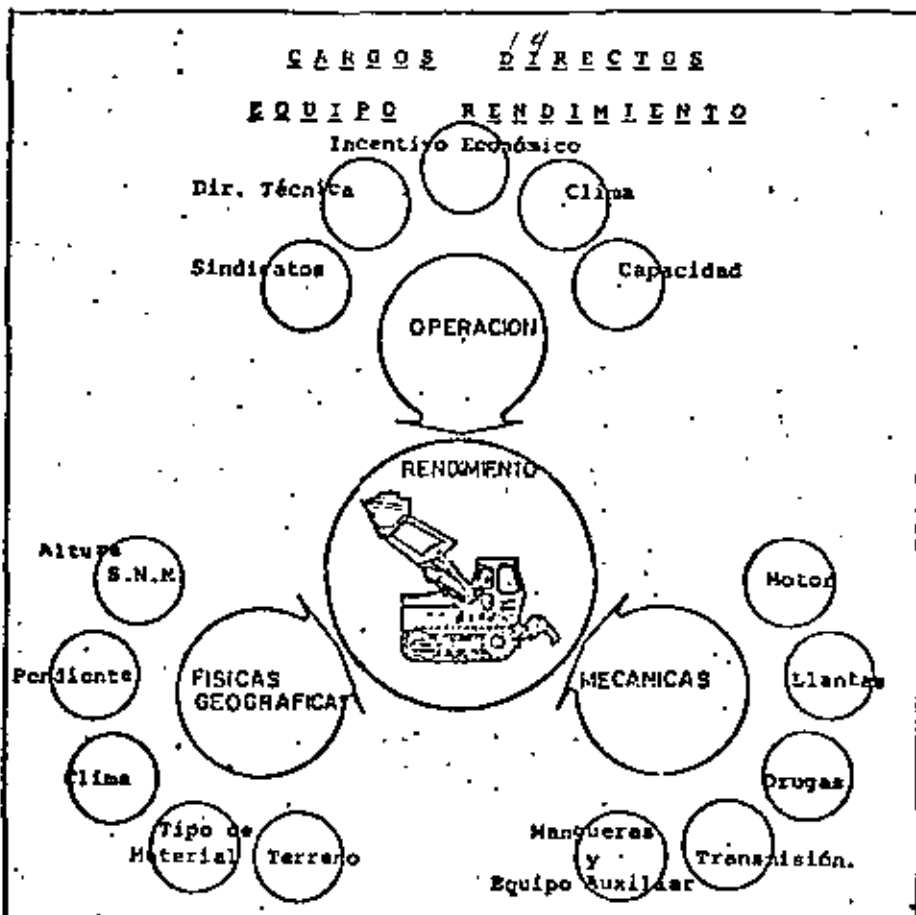 14
CARGOS DIRECTOS
EQUIPO RENDIMIENTO
Incentivo Económico
Dir. Técnica
Clima
Sindicatos
Capacidad
OPERACION
RENDIMIENTO
Altura
S.N.M
Motor
Pendiente
FISICAS
GEOGRAFICAS
MECANICAS
Llantas
Clima
Orugas
Tipo de
Material
Terreno
Mangueras
y
Equipo Auxiliar
Transmisión.